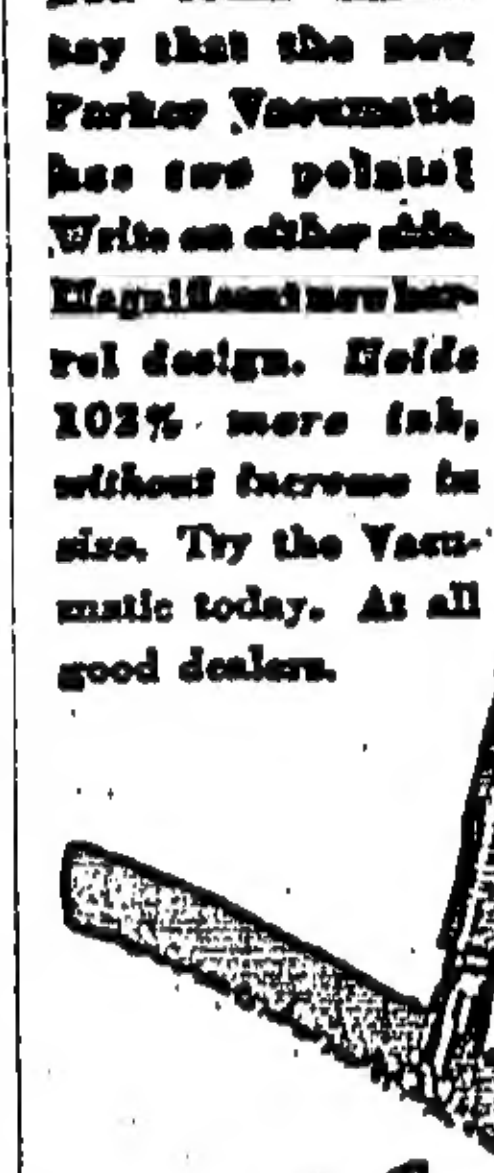 say that the new
Parker Vacumatic
has two points!
Write on either side.
Magnificent new bar-
rel design. Holds
102% more ink,
without increase in
size. Try the Vacu-
matic today. At all
good dealers.